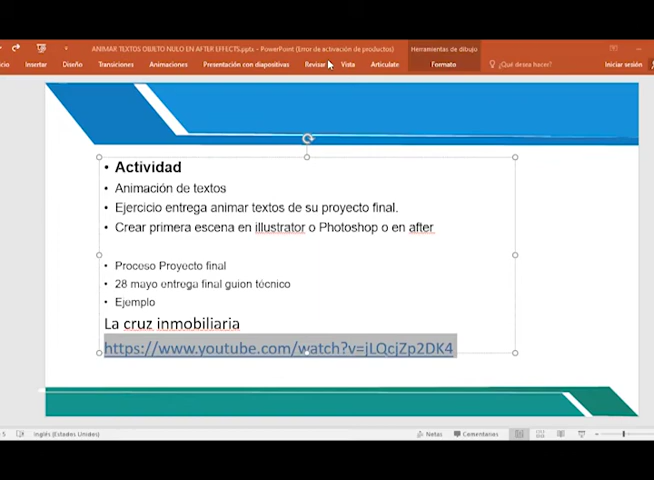 ANIMAR TEXTOS OBJETO NULO EN AFTER EFFECTS.pptx - PowerPoint (Error de activación de productos)
Herramientas de dibujo
Insertar Diseño Transiciones Animaciones Presentación con diapositivas Revisar Vista Articulate Formato ¿Qué desea hacer? Iniciar sesión
• Actividad
• Animación de textos
• Ejercicio entrega animar textos de su proyecto final.
• Crear primera escena en illustrator o Photoshop o en after
• Proceso Proyecto final
• 28 mayo entrega final guion técnico
• Ejemplo
La cruz inmobiliaria
https://www.youtube.com/watch?v=jLQcjZp2DK4
5 Inglés (Estados Unidos) Notas Comentarios